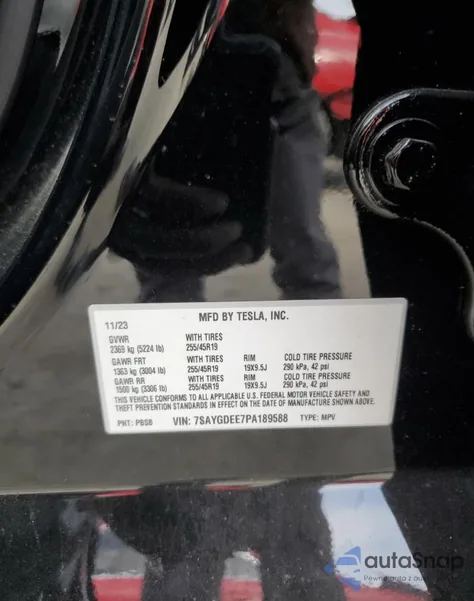 MFD BY TESLA, INC.
11/23
GVWR WITH TIRES
2369 kg (5224 lb) 255/45R19
GAWR FRT WITH TIRES RIM COLD TIRE PRESSURE
1363 kg (3004 lb) 255/45R19 19X9.5J 290 kPa, 42 psi
GAWR RR WITH TIRES RIM COLD TIRE PRESSURE
1500 kg (3306 lb) 255/45R19 19X9.5J 290 kPa, 42 psi
THIS VEHICLE CONFORMS TO ALL APPLICABLE U.S. FEDERAL MOTOR VEHICLE SAFETY AND
THEFT PREVENTION STANDARDS IN EFFECT ON THE DATE OF MANUFACTURE SHOWN ABOVE.
PNT: PBSB VIN: 7SAYGDEE7PA189588 TYPE: MPV
autaSnap
Pewne auto z